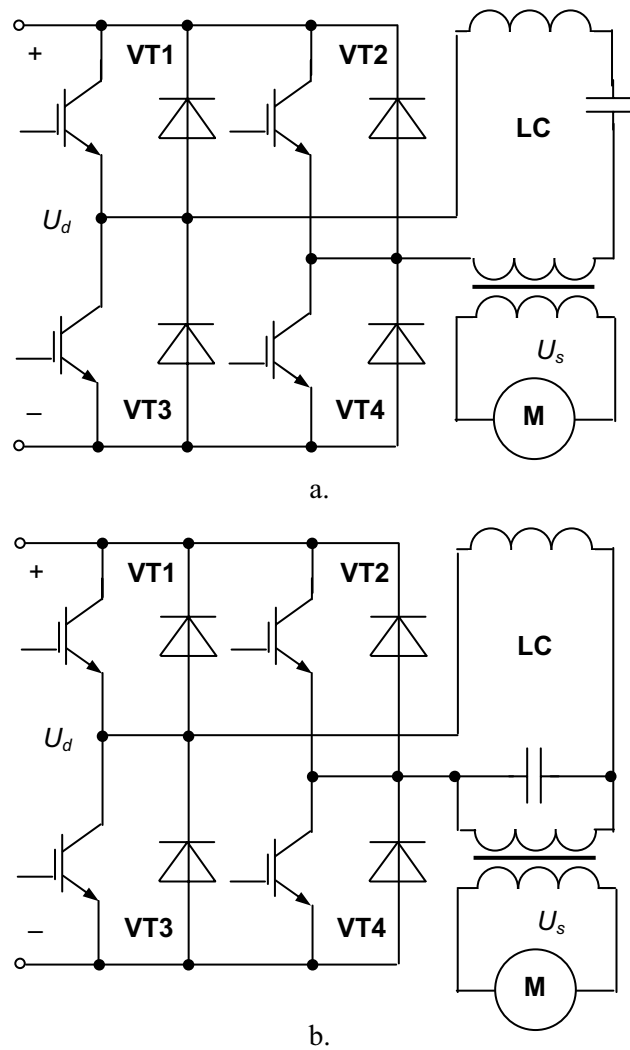 VT1 VT2
+
LC
U_d
U_s
–
VT3 VT4 M
a.
VT1 VT2
+
LC
U_d
U_s
–
VT3 VT4 M
b.